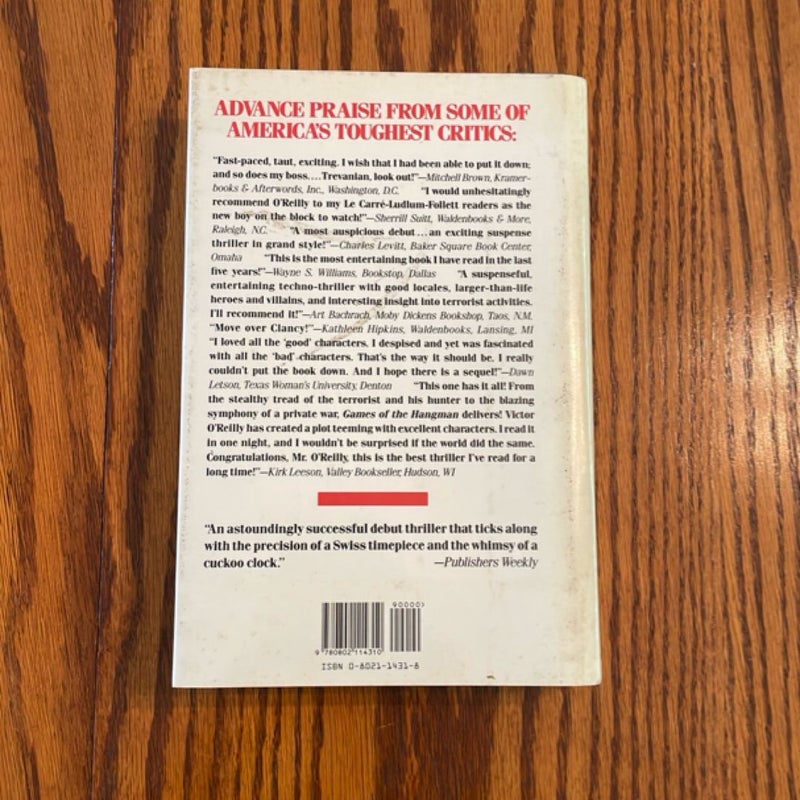 ADVANCE PRAISE FROM SOME OF
AMERICA'S TOUGHEST CRITICS:
"Fast-paced, taut, exciting. I wish that I had been able to put it down;
and so does my boss....Trevanian, look out!"—Mitchell Brown, Kramer-
books & Afterwords, Inc., Washington, D.C. "I would unhesitatingly
recommend O'Reilly to my Le Carré-Ludlum-Follett readers as the
new boy on the block to watch!"—Sherrill Suitt, Waldenbooks & More,
Raleigh, N.C. "A most auspicious debut...an exciting suspense
thriller in grand style!"—Charles Levitt, Baker Square Book Center,
Omaha "This is the most entertaining book I have read in the last
five years!"—Wayne S. Williams, Bookstop, Dallas "A suspenseful,
entertaining techno-thriller with good locales, larger-than-life
heroes and villains, and interesting insight into terrorist activities.
I'll recommend it!"—Art Bachrach, Moby Dickens Bookshop, Taos, N.M.
"Move over Clancy!"—Kathleen Hipkins, Waldenbooks, Lansing, MI
"I loved all the 'good' characters. I despised and yet was fascinated
with all the 'bad' characters. That's the way it should be. I really
couldn't put the book down. And I hope there is a sequel!"—Dawn
Letson, Texas Woman's University, Denton "This one has it all! From
the stealthy tread of the terrorist and his hunter to the blazing
symphony of a private war, Games of the Hangman delivers! Victor
O'Reilly has created a plot teeming with excellent characters. I read it
in one night, and I wouldn't be surprised if the world did the same.
Congratulations, Mr. O'Reilly, this is the best thriller I've read for a
long time!"—Kirk Leeson, Valley Bookseller, Hudson, WI
"An astoundingly successful debut thriller that ticks along
with the precision of a Swiss timepiece and the whimsy of a
cuckoo clock." —Publishers Weekly
90000>
9 780802 114310
ISBN 0-8021-1431-8